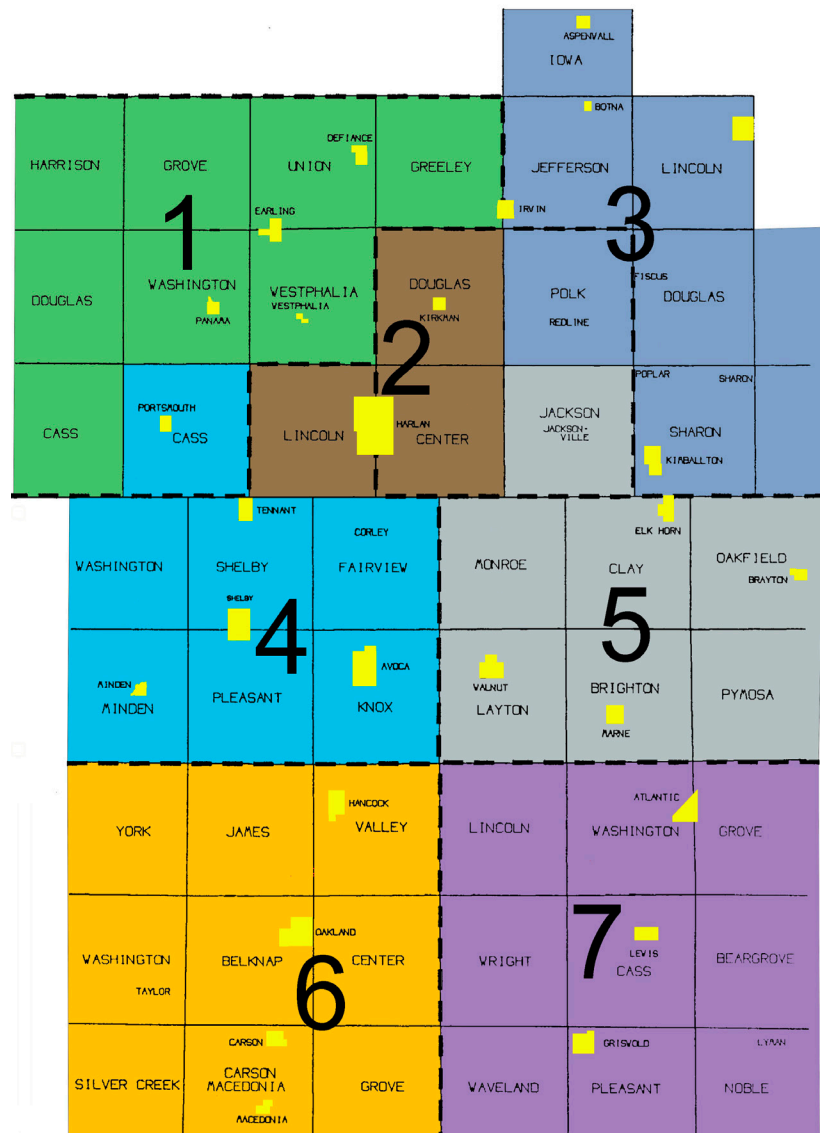 ASPENVALL
IOWA
BOTNA
DEFIANCE
HARRISON
GROVE
UNION
GREELEY
JEFFERSON
LINCOLN
1
EARLING
IRVIN
3
DOUGLAS
WASHINGTON
PANAMA
WESTPHALIA
WESTPHALIA
DOUGLAS
KIRKMAN
POLK
REDLINE
FISCUS
DOUGLAS
2
POPLAR
SHARON
CASS
PORTSMOUTH
CASS
LINCOLN
HARLAN
CENTER
JACKSON
JACKSON-
VILLE
SHARON
KIMBALLTON
TENNANT
CORLEY
ELK HORN
WASHINGTON
SHELBY
FAIRVIEW
MONROE
CLAY
OAKFIELD
BRAYTON
SHELBY
4
5
MINDEN
MINDEN
PLEASANT
AVOCA
KNOX
WALNUT
LAYTON
BRIGHTON
MARNE
PYMOSA
HANCOCK
ATLANTIC
YORK
JAMES
VALLEY
LINCOLN
WASHINGTON
GROVE
OAKLAND
7
WASHINGTON
TAYLOR
BELKNAP
CENTER
6
WRIGHT
LEWIS
CASS
BEARGROVE
CARSON
GRISWOLD
LYMAN
SILVER CREEK
CARSON
MACEDONIA
MACEDONIA
GROVE
WAVELAND
PLEASANT
NOBLE